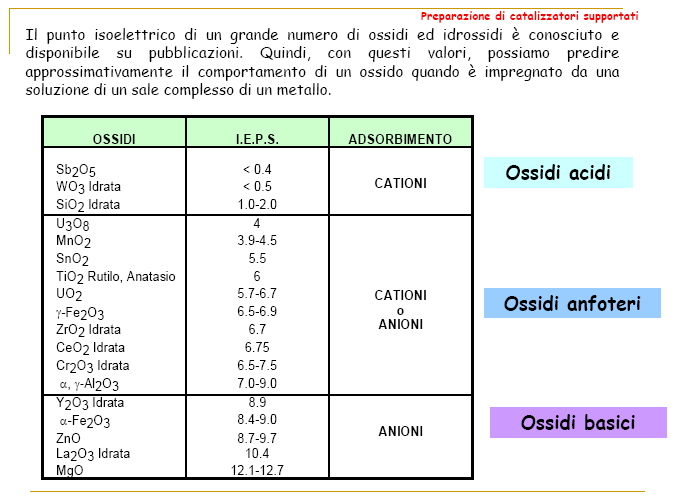 Preparazione di catalizzatori supportati
Il punto isoelettrico di un grande numero di ossidi ed idrossidi è conosciuto e
disponibile su pubblicazioni. Quindi, con questi valori, possiamo predire
approssimativamente il comportamento di un ossido quando è impregnato da una
soluzione di un sale complesso di un metallo.
OSSIDI I.E.P.S. ADSORBIMENTO
Sb2O5 < 0.4
WO3 Idrata < 0.5
CATIONI
SiO2 Idrata 1.0-2.0
Ossidi acidi
U3O8 4
MnO2 3.9-4.5
SnO2 5.5
TiO2 Rutilo, Anatasio 6
UO2 5.7-6.7
γ-Fe2O3 6.5-6.9
ZrO2 Idrata 6.7
CeO2 Idrata 6.75
Cr2O3 Idrata 6.5-7.5
α, γ-Al2O3 7.0-9.0
CATIONI
o
ANIONI
Ossidi anfoteri
Y2O3 Idrata 8.9
α-Fe2O3 8.4-9.0
ZnO 8.7-9.7
La2O3 Idrata 10.4
MgO 12.1-12.7
ANIONI
Ossidi basici